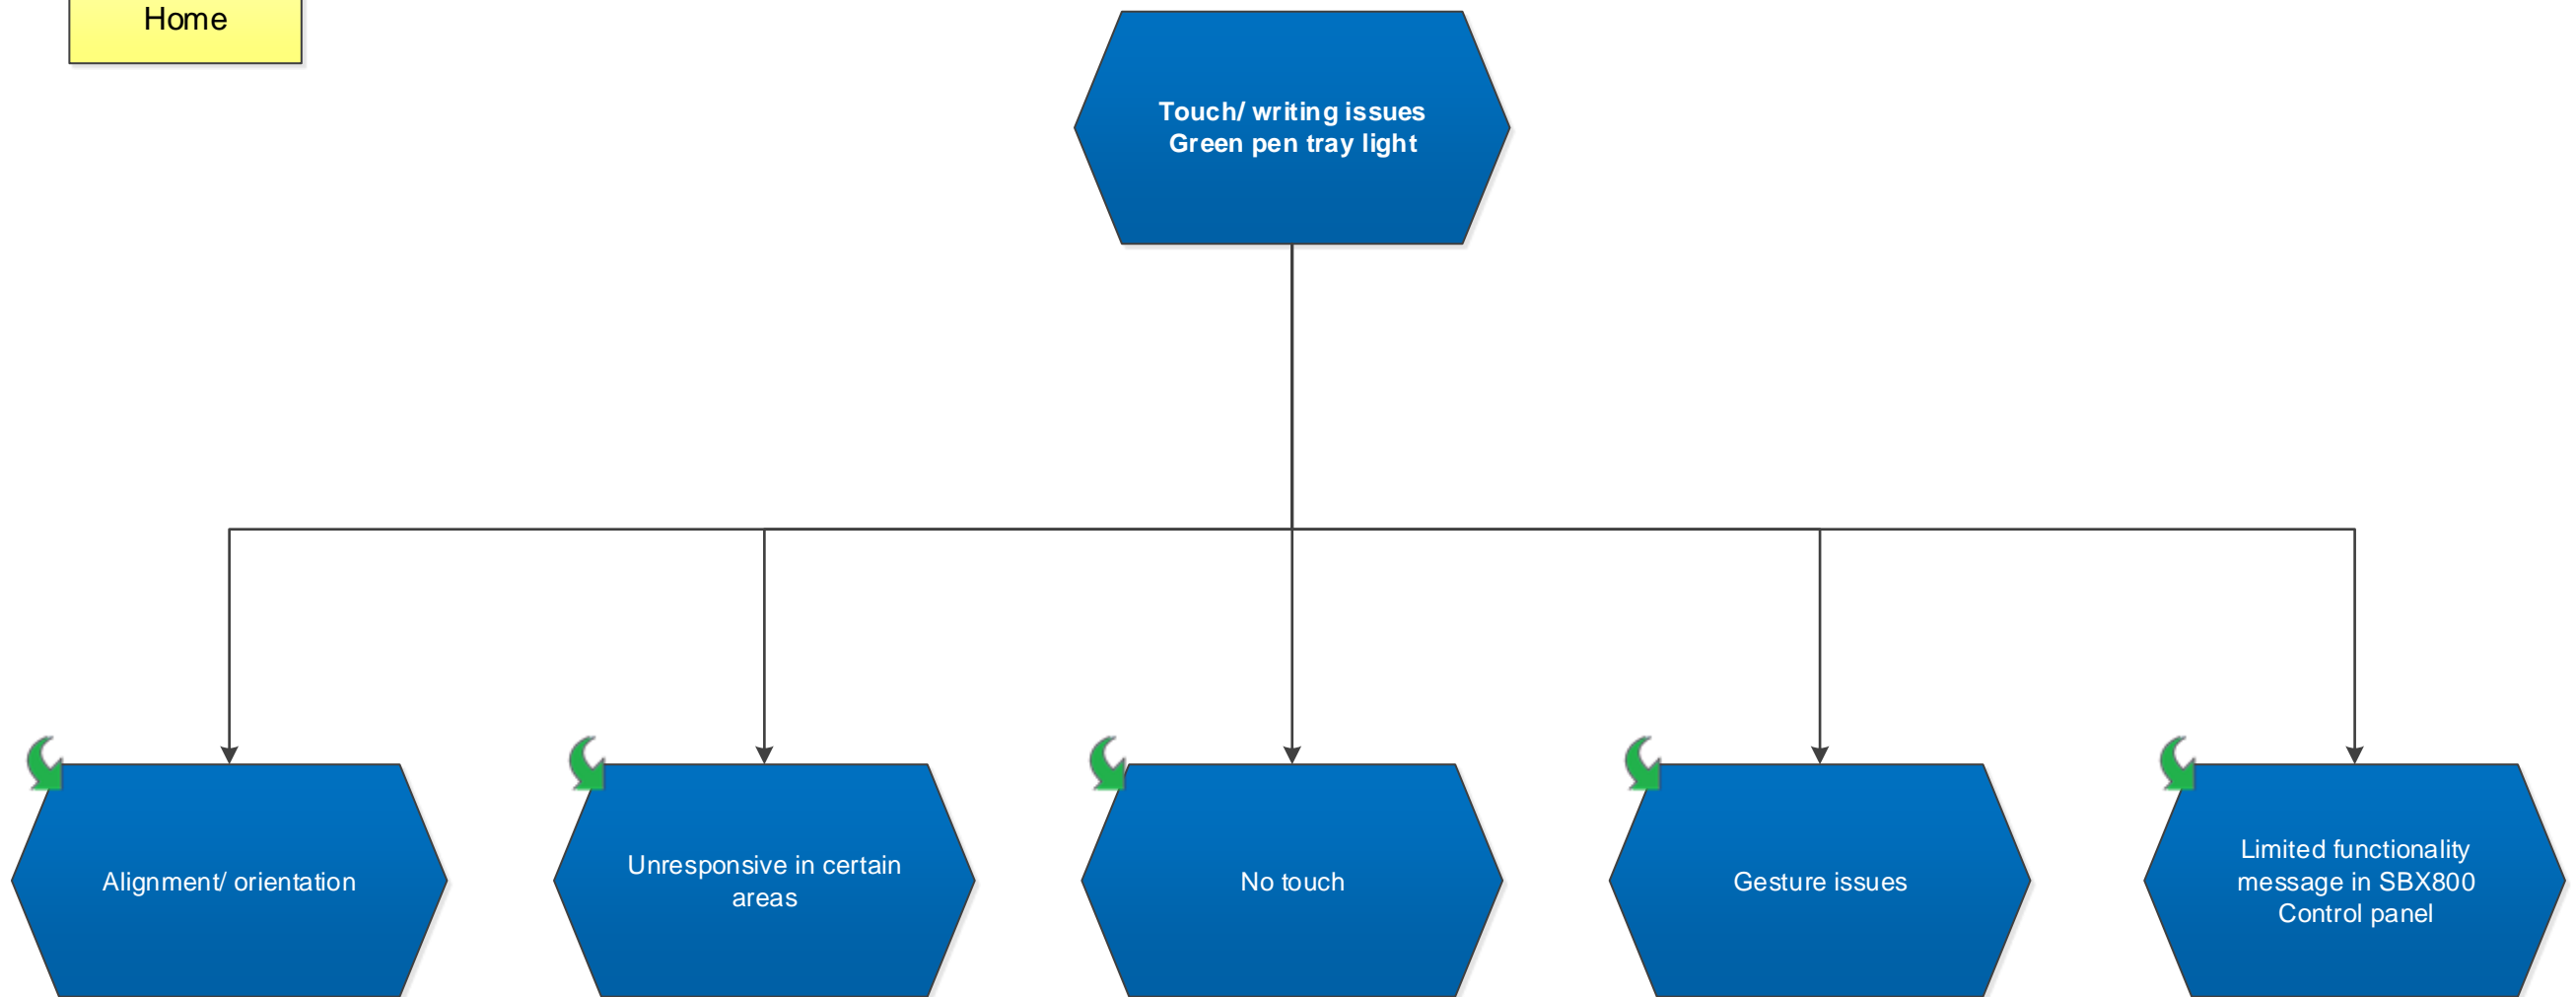 Home
Touch/ writing issues
Green pen tray light
Alignment/ orientation
Unresponsive in certain
areas
No touch
Gesture issues
Limited functionality
message in SBX800
Control panel